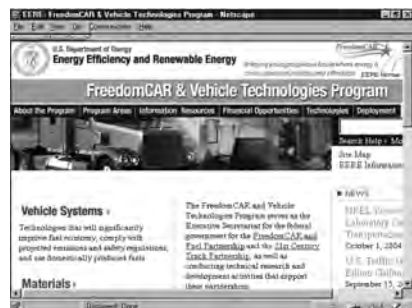 EERE: FreedomCAR & Vehicle Technologies Program - Netscape
File Edit View Go Communicator Help
U.S. Department of Energy
Energy Efficiency and Renewable Energy
FreedomCAR
EERE Home
FreedomCAR & Vehicle Technologies Program
About the Program Program Areas Information Resources Financial Opportunities Technologies Deployment
Search Help
Site Map
EERE Information
Vehicle Systems
Technologies that will significantly
improve fuel economy, comply with
projected emissions and safety regulations,
and use domestically produced fuels
Materials
The FreedomCAR and Vehicle
Technologies Program serves as the
Executive Secretariat for the federal
government for the FreedomCAR and
Fuel Partnership and the 21st Century
Truck Partnership, as well as
conducting technical research and
development activities that support
these partnerships
NEWS
October 1, 2004
September 15,
Document: Done